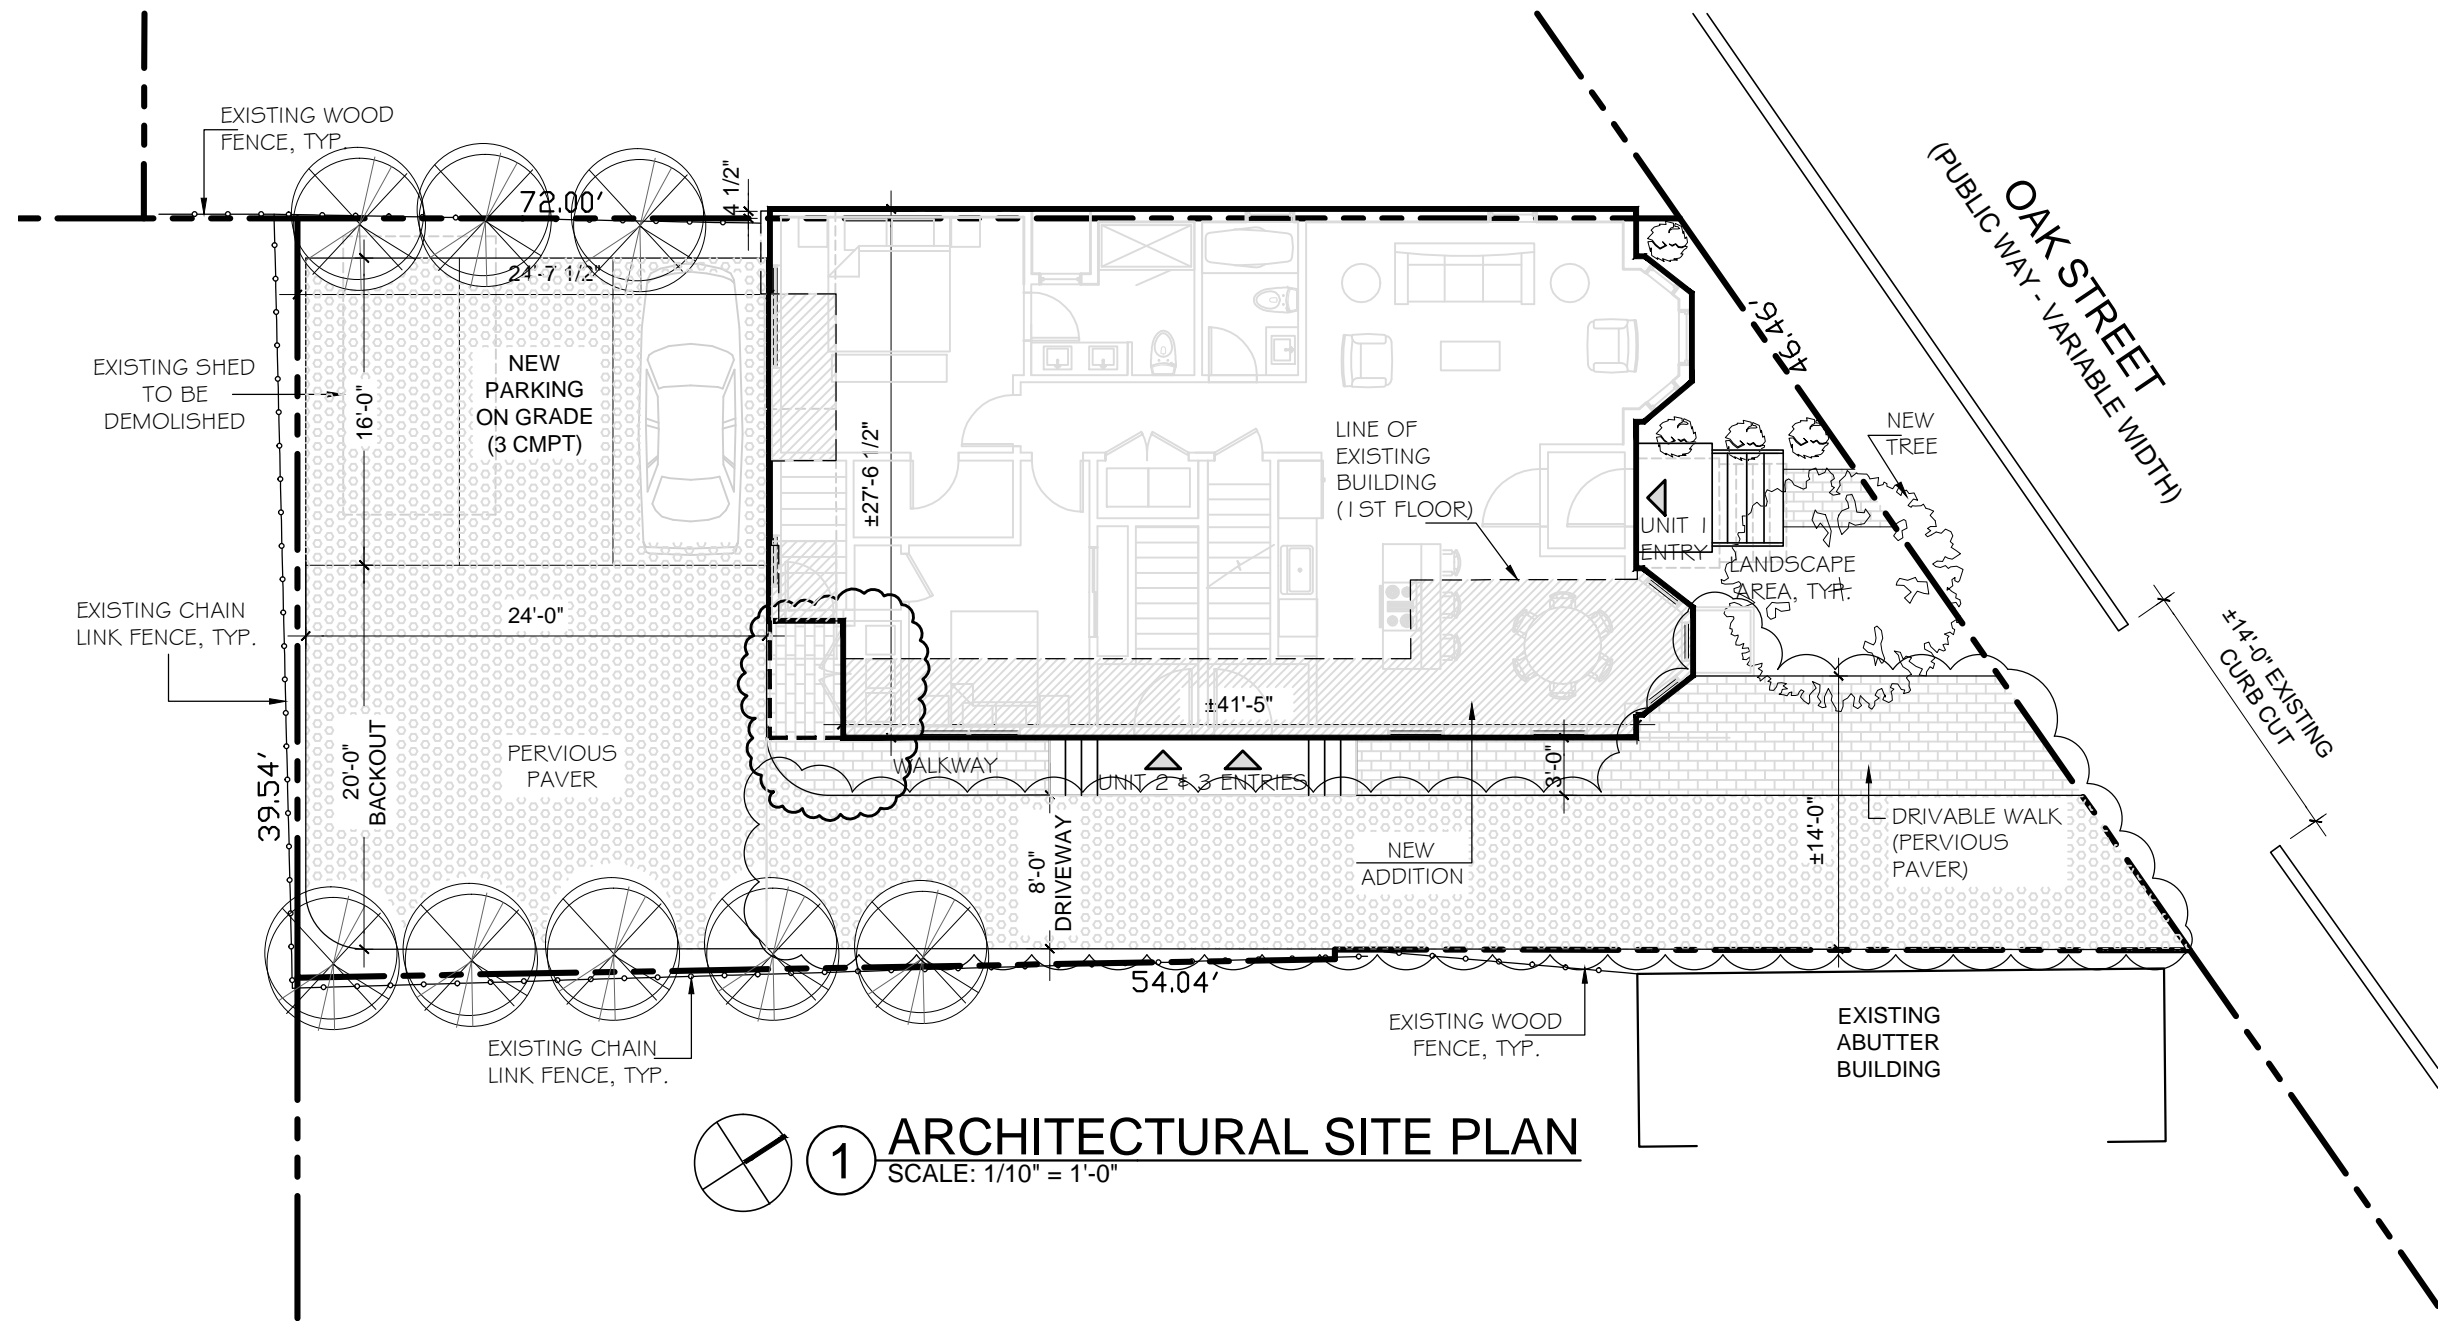 EXISTING WOOD
FENCE, TYP.
72.00'
4 1/2"
24'-7 1/2"
OAK STREET
(PUBLIC WAY - VARIABLE WIDTH)
46.46'
EXISTING SHED
TO BE
DEMOLISHED
16'-0"
NEW
PARKING
ON GRADE
(3 CMPT)
±27'-6 1/2"
LINE OF
EXISTING
BUILDING
(1ST FLOOR)
NEW
TREE
UNIT 1
ENTRY
LANDSCAPE
AREA, TYP.
EXISTING CHAIN
LINK FENCE, TYP.
24'-0"
±14'-0" EXISTING
CURB CUT
±41'-5"
39.54'
20'-0"
BACKOUT
PERVIOUS
PAVER
WALKWAY
UNIT 2 & 3 ENTRIES
3'-0"
8'-0"
DRIVEWAY
NEW
ADDITION
±14'-0"
DRIVABLE WALK
(PERVIOUS
PAVER)
54.04'
EXISTING CHAIN
LINK FENCE, TYP.
EXISTING WOOD
FENCE, TYP.
EXISTING
ABUTTER
BUILDING
1
ARCHITECTURAL SITE PLAN
SCALE: 1/10" = 1'-0"